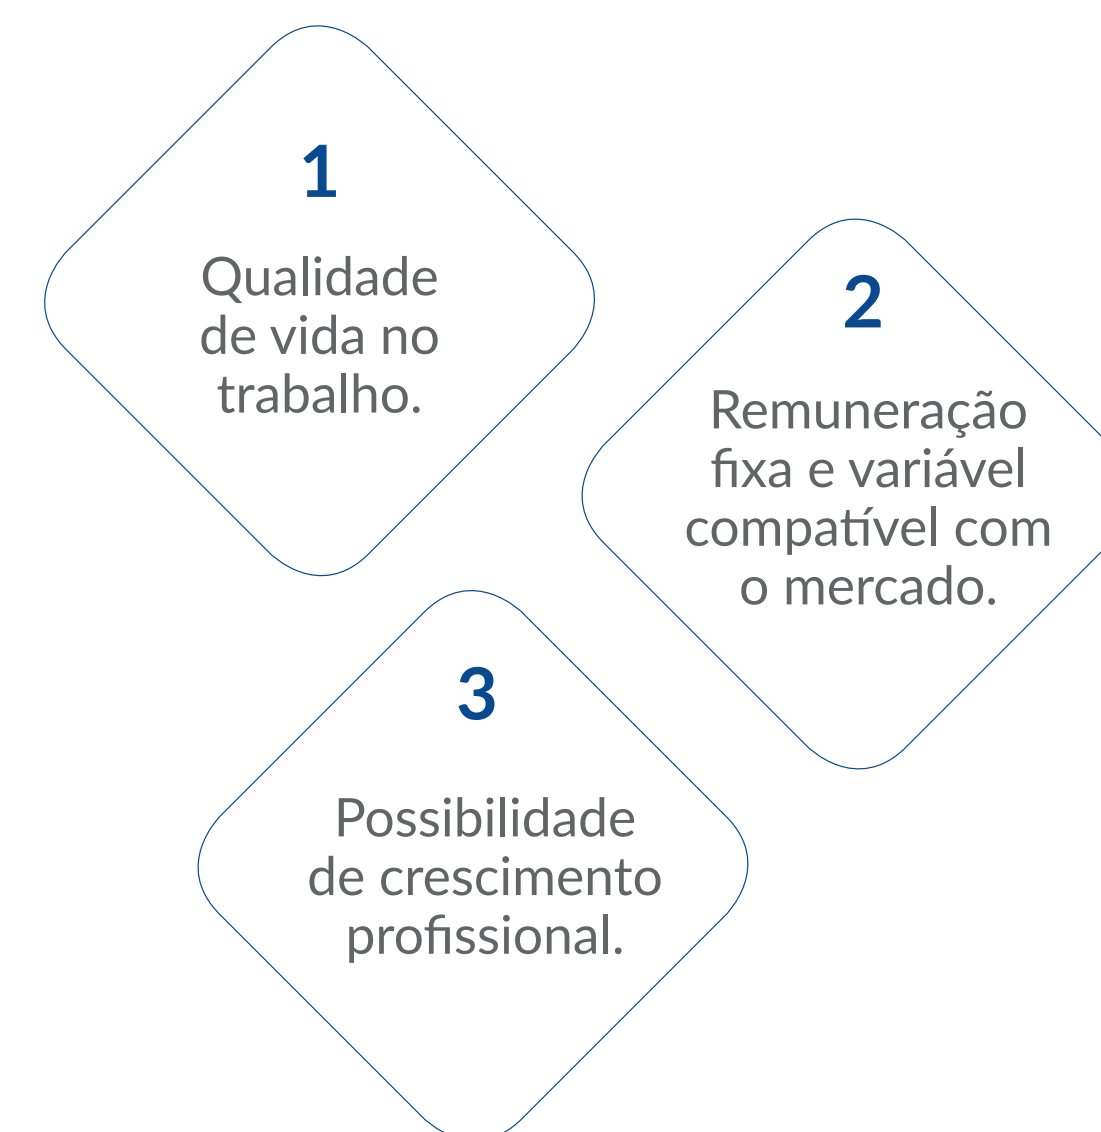 1
Qualidade
de vida no
trabalho.
2
Remuneração
fixa e variável
compatível com
o mercado.
3
Possibilidade
de crescimento
profissional.